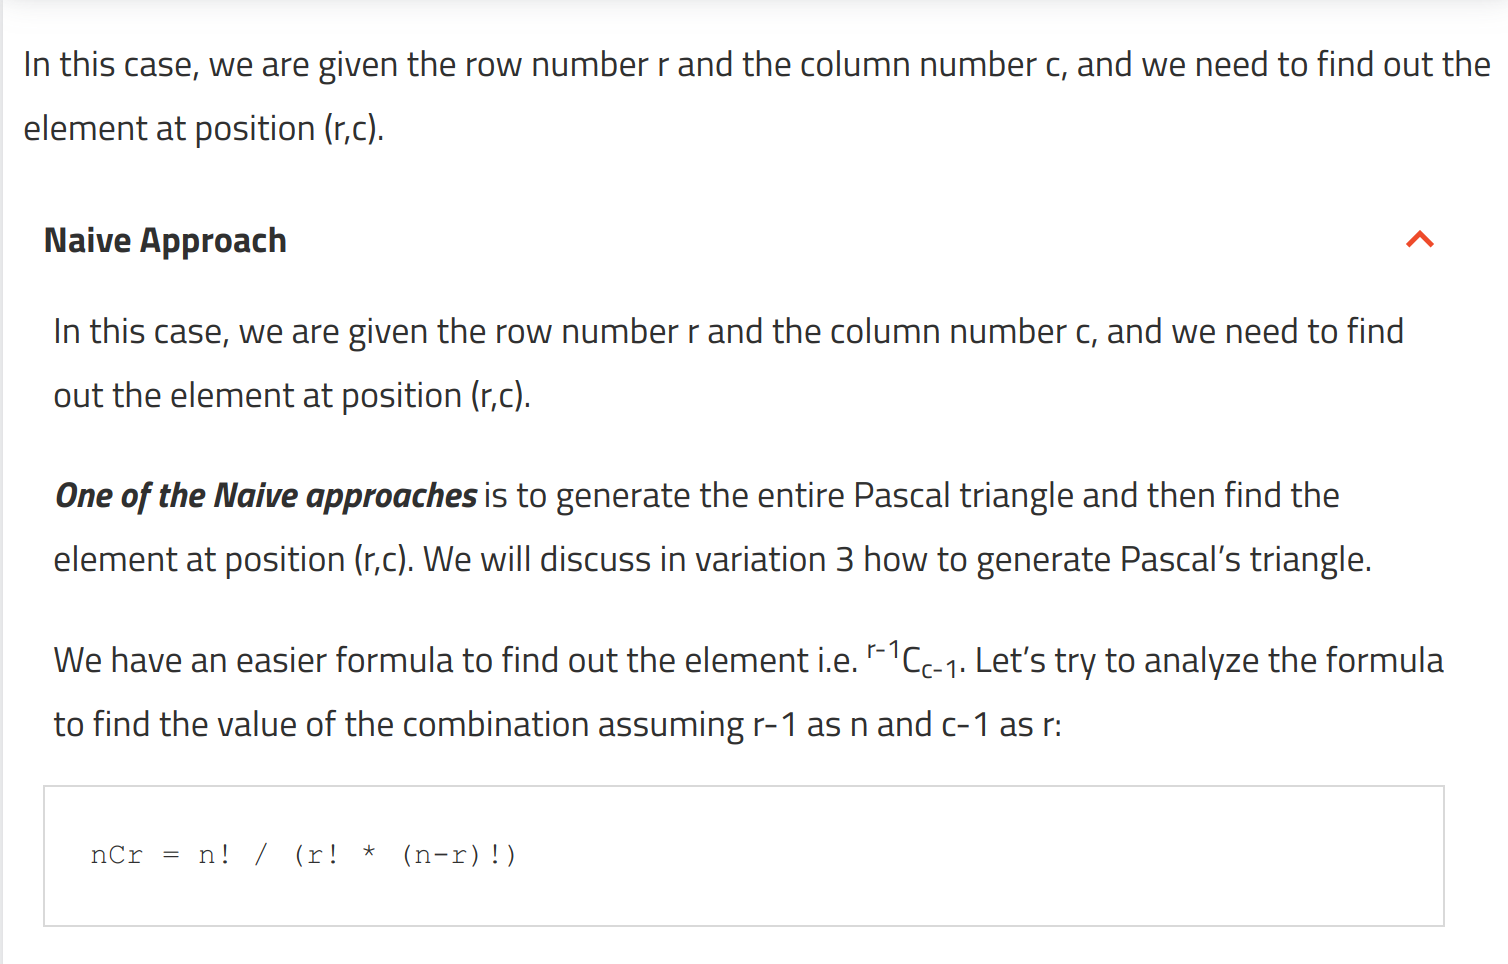 In this case, we are given the row number r and the column number c, and we need to find out the
element at position (r,c).
Naive Approach
In this case, we are given the row number r and the column number c, and we need to find
out the element at position (r,c).
One of the Naive approaches is to generate the entire Pascal triangle and then find the
element at position (r,c). We will discuss in variation 3 how to generate Pascal’s triangle.
We have an easier formula to find out the element i.e. ʳ⁻¹C꜀₋₁. Let’s try to analyze the formula
to find the value of the combination assuming r-1 as n and c-1 as r:
nCr = n! / (r! * (n-r)!)